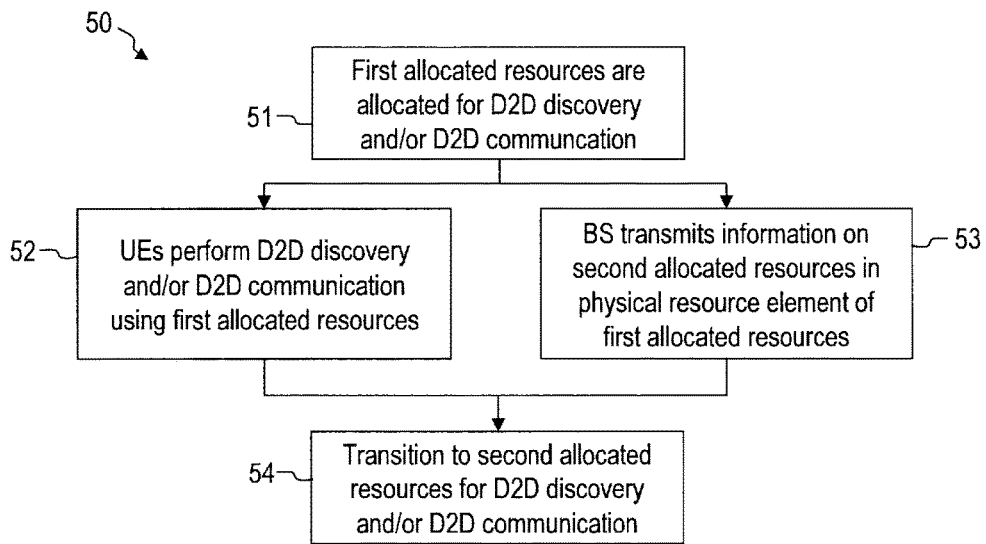 50
First allocated resources are
allocated for D2D discovery
and/or D2D communcation
51
52
UEs perform D2D discovery
and/or D2D communication
using first allocated resources
BS transmits information on
second allocated resources in
physical resource element of
first allocated resources
53
54
Transition to second allocated
resources for D2D discovery
and/or D2D communication